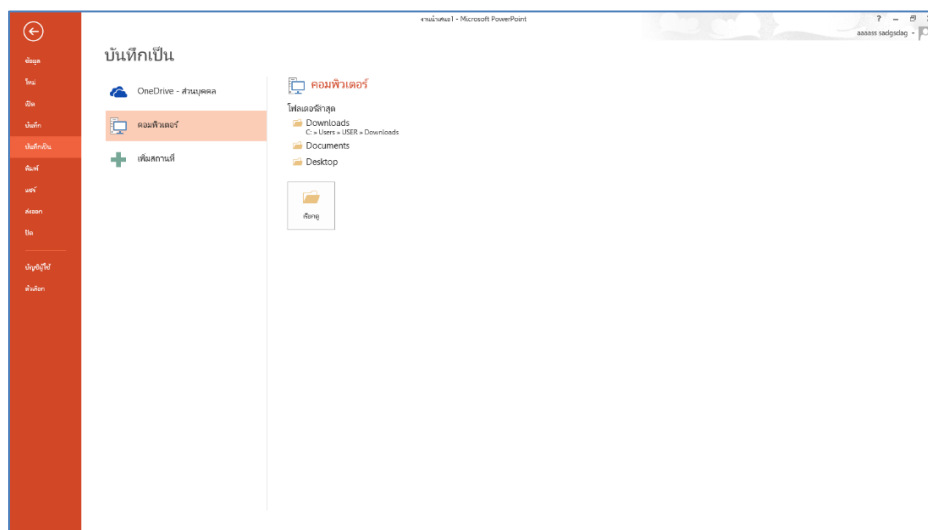 งานนำเสนอ1 - Microsoft PowerPoint
? –
aaaass sadgsdag
ข้อมูล
ใหม่
เปิด
บันทึก
บันทึกเป็น
พิมพ์
แชร์
ส่งออก
ปิด
บัญชีผู้ใช้
ตัวเลือก
บันทึกเป็น
OneDrive - ส่วนบุคคล
คอมพิวเตอร์
เพิ่มสถานที่
คอมพิวเตอร์
โฟลเดอร์ล่าสุด
Downloads
C: » Users » USER » Downloads
Documents
Desktop
เรียกดู